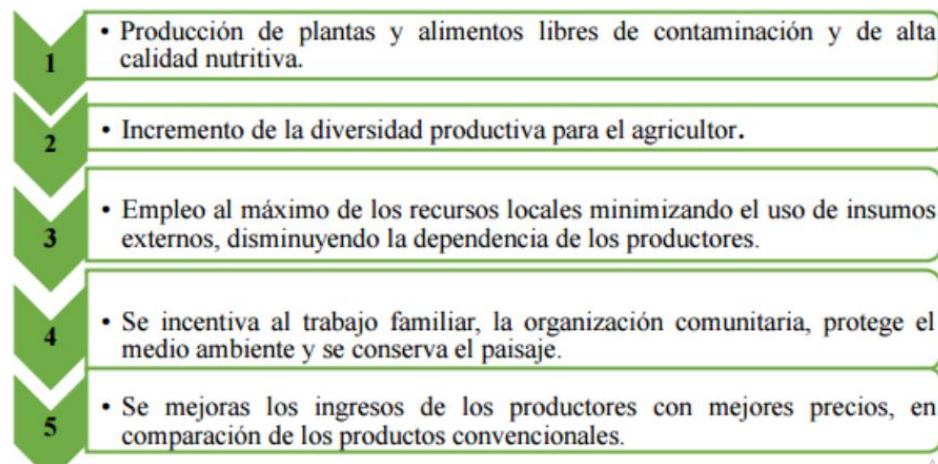 1
• Producción de plantas y alimentos libres de contaminación y de alta
calidad nutritiva.
2
• Incremento de la diversidad productiva para el agricultor.
3
• Empleo al máximo de los recursos locales minimizando el uso de insumos
externos, disminuyendo la dependencia de los productores.
4
• Se incentiva al trabajo familiar, la organización comunitaria, protege el
medio ambiente y se conserva el paisaje.
5
• Se mejoras los ingresos de los productores con mejores precios, en
comparación de los productos convencionales.